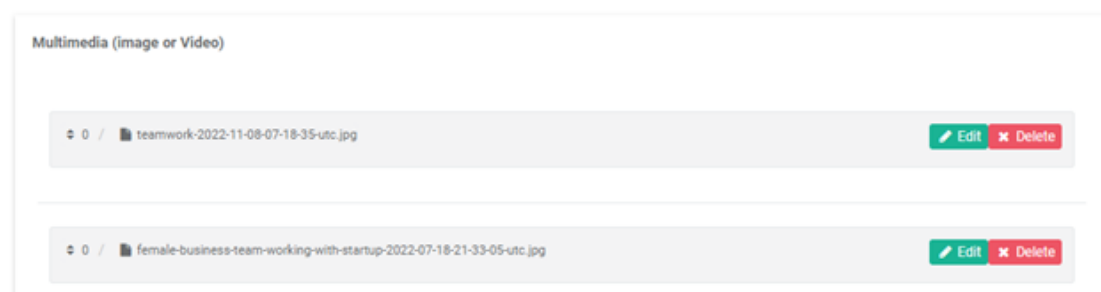 Multimedia (image or Video)
0 / teamwork-2022-11-08-07-18-35-utc.jpg Edit Delete
0 / female-business-team-working-with-startup-2022-07-18-21-33-05-utc.jpg Edit Delete